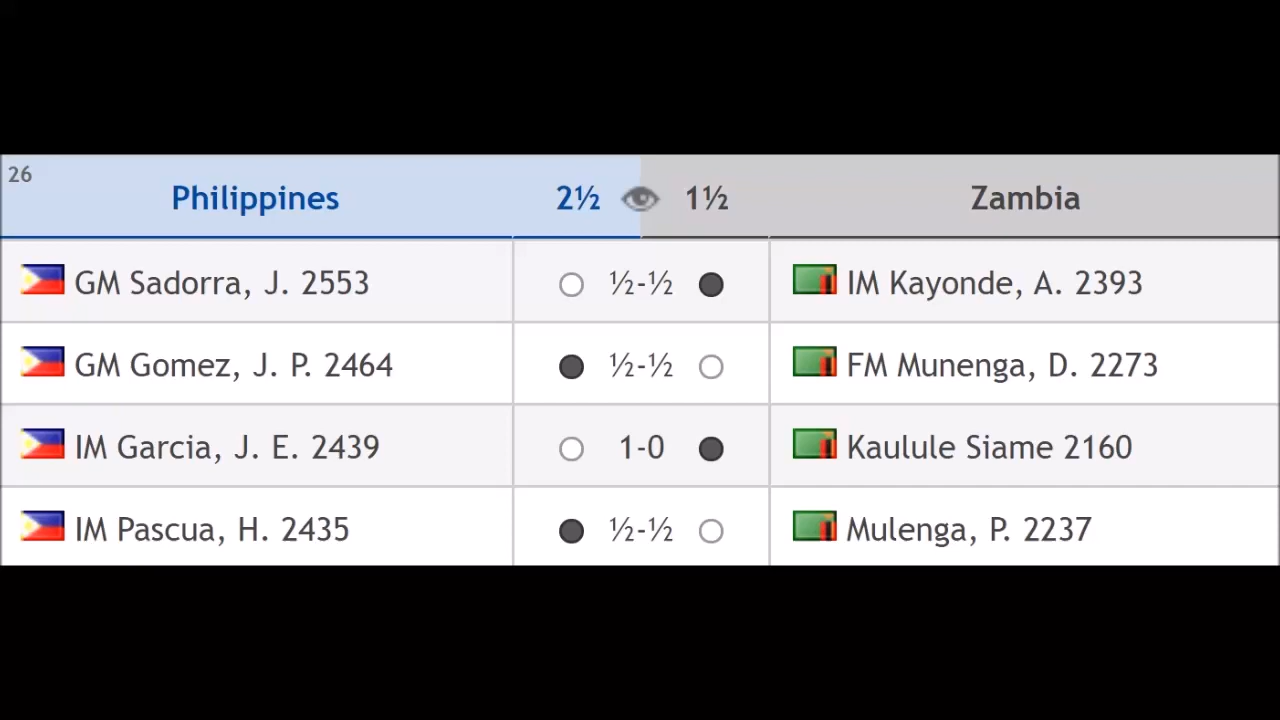 26
Philippines 2½ 1½ Zambia
GM Sadorra, J. 2553 ½-½ IM Kayonde, A. 2393
GM Gomez, J. P. 2464 ½-½ FM Munenga, D. 2273
IM Garcia, J. E. 2439 1-0 Kaulule Siame 2160
IM Pascua, H. 2435 ½-½ Mulenga, P. 2237